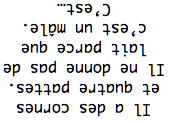 Il a des cornes
et quatre pattes.
Il ne donne pas de
lait parce que
c'est un mâle.
C'est...